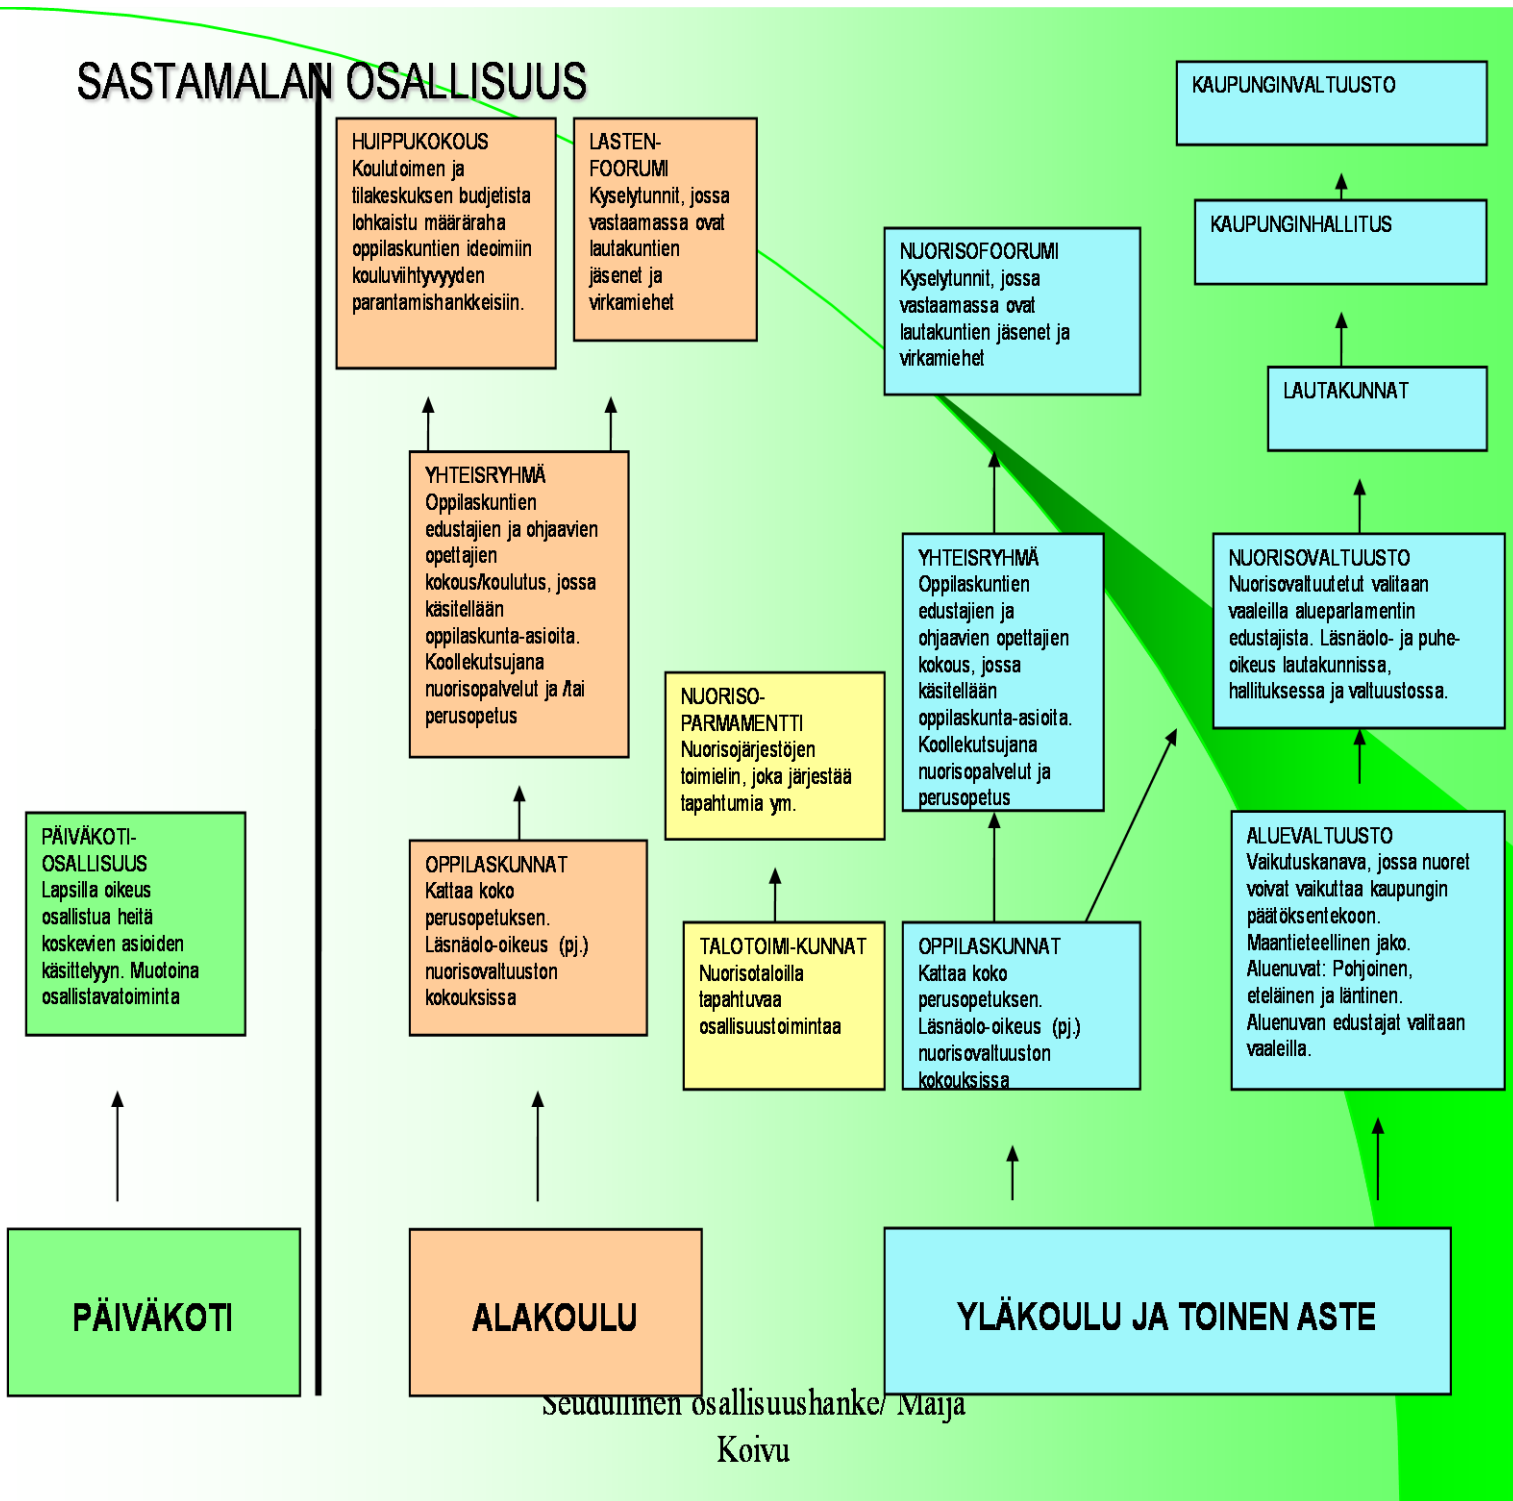 SASTAMALAN OSALLISUUS
HUIPPUKOKOUS
Koulutoimen ja
tilakeskuksen budjetista
lohkaistu määräraha
oppilaskuntien ideoimiin
kouluviihtyvyyden
parantamishankkeisiin.
LASTEN-
FOORUMI
Kyselytunnit, jossa
vastaamassa ovat
lautakuntien
jäsenet ja
virkamiehet
NUORISOFOORUMI
Kyselytunnit, jossa
vastaamassa ovat
lautakuntien jäsenet ja
virkamiehet
KAUPUNGINVALTUUSTO
KAUPUNGINHALLITUS
LAUTAKUNNAT
YHTEISRYHMÄ
Oppilaskuntien
edustajien ja ohjaavien
opettajien
kokous/koulutus, jossa
käsitellään
oppilaskunta-asioita.
Koollekutsujana
nuorisopalvelut ja /tai
perusopetus
NUORISO-
PARMAMENTTI
Nuorisojärjestöjen
toimielin, joka järjestää
tapahtumia ym.
YHTEISRYHMÄ
Oppilaskuntien
edustajien ja
ohjaavien opettajien
kokous, jossa
käsitellään
oppilaskunta-asioita.
Koollekutsujana
nuorisopalvelut ja
perusopetus
NUORISOVALTUUSTO
Nuorisovaltuutetut valitaan
vaaleilla alueparlamentin
edustajista. Läsnäolo- ja puhe-
oikeus lautakunnissa,
hallituksessa ja valtuustossa.
PÄIVÄKOTI-
OSALLISUUS
Lapsilla oikeus
osallistua heitä
koskevien asioiden
käsittelyyn. Muotoina
osallistavatoiminta
OPPILASKUNNAT
Kattaa koko
perusopetuksen.
Läsnäolo-oikeus (pj.)
nuorisovaltuuston
kokouksissa
TALOTOIMI-KUNNAT
Nuorisotaloilla
tapahtuvaa
osallisuustoimintaa
OPPILASKUNNAT
Kattaa koko
perusopetuksen.
Läsnäolo-oikeus (pj.)
nuorisovaltuuston
kokouksissa
ALUEVALTUUSTO
Vaikutuskanava, jossa nuoret
voivat vaikuttaa kaupungin
päätöksentekoon.
Maantieteellinen jako.
Aluenuvat: Pohjoinen,
eteläinen ja läntinen.
Aluenuvan edustajat valitaan
vaaleilla.
PÄIVÄKOTI
ALAKOULU
YLÄKOULU JA TOINEN ASTE
Seudullinen osallisuushanke/ Maija
Koivu